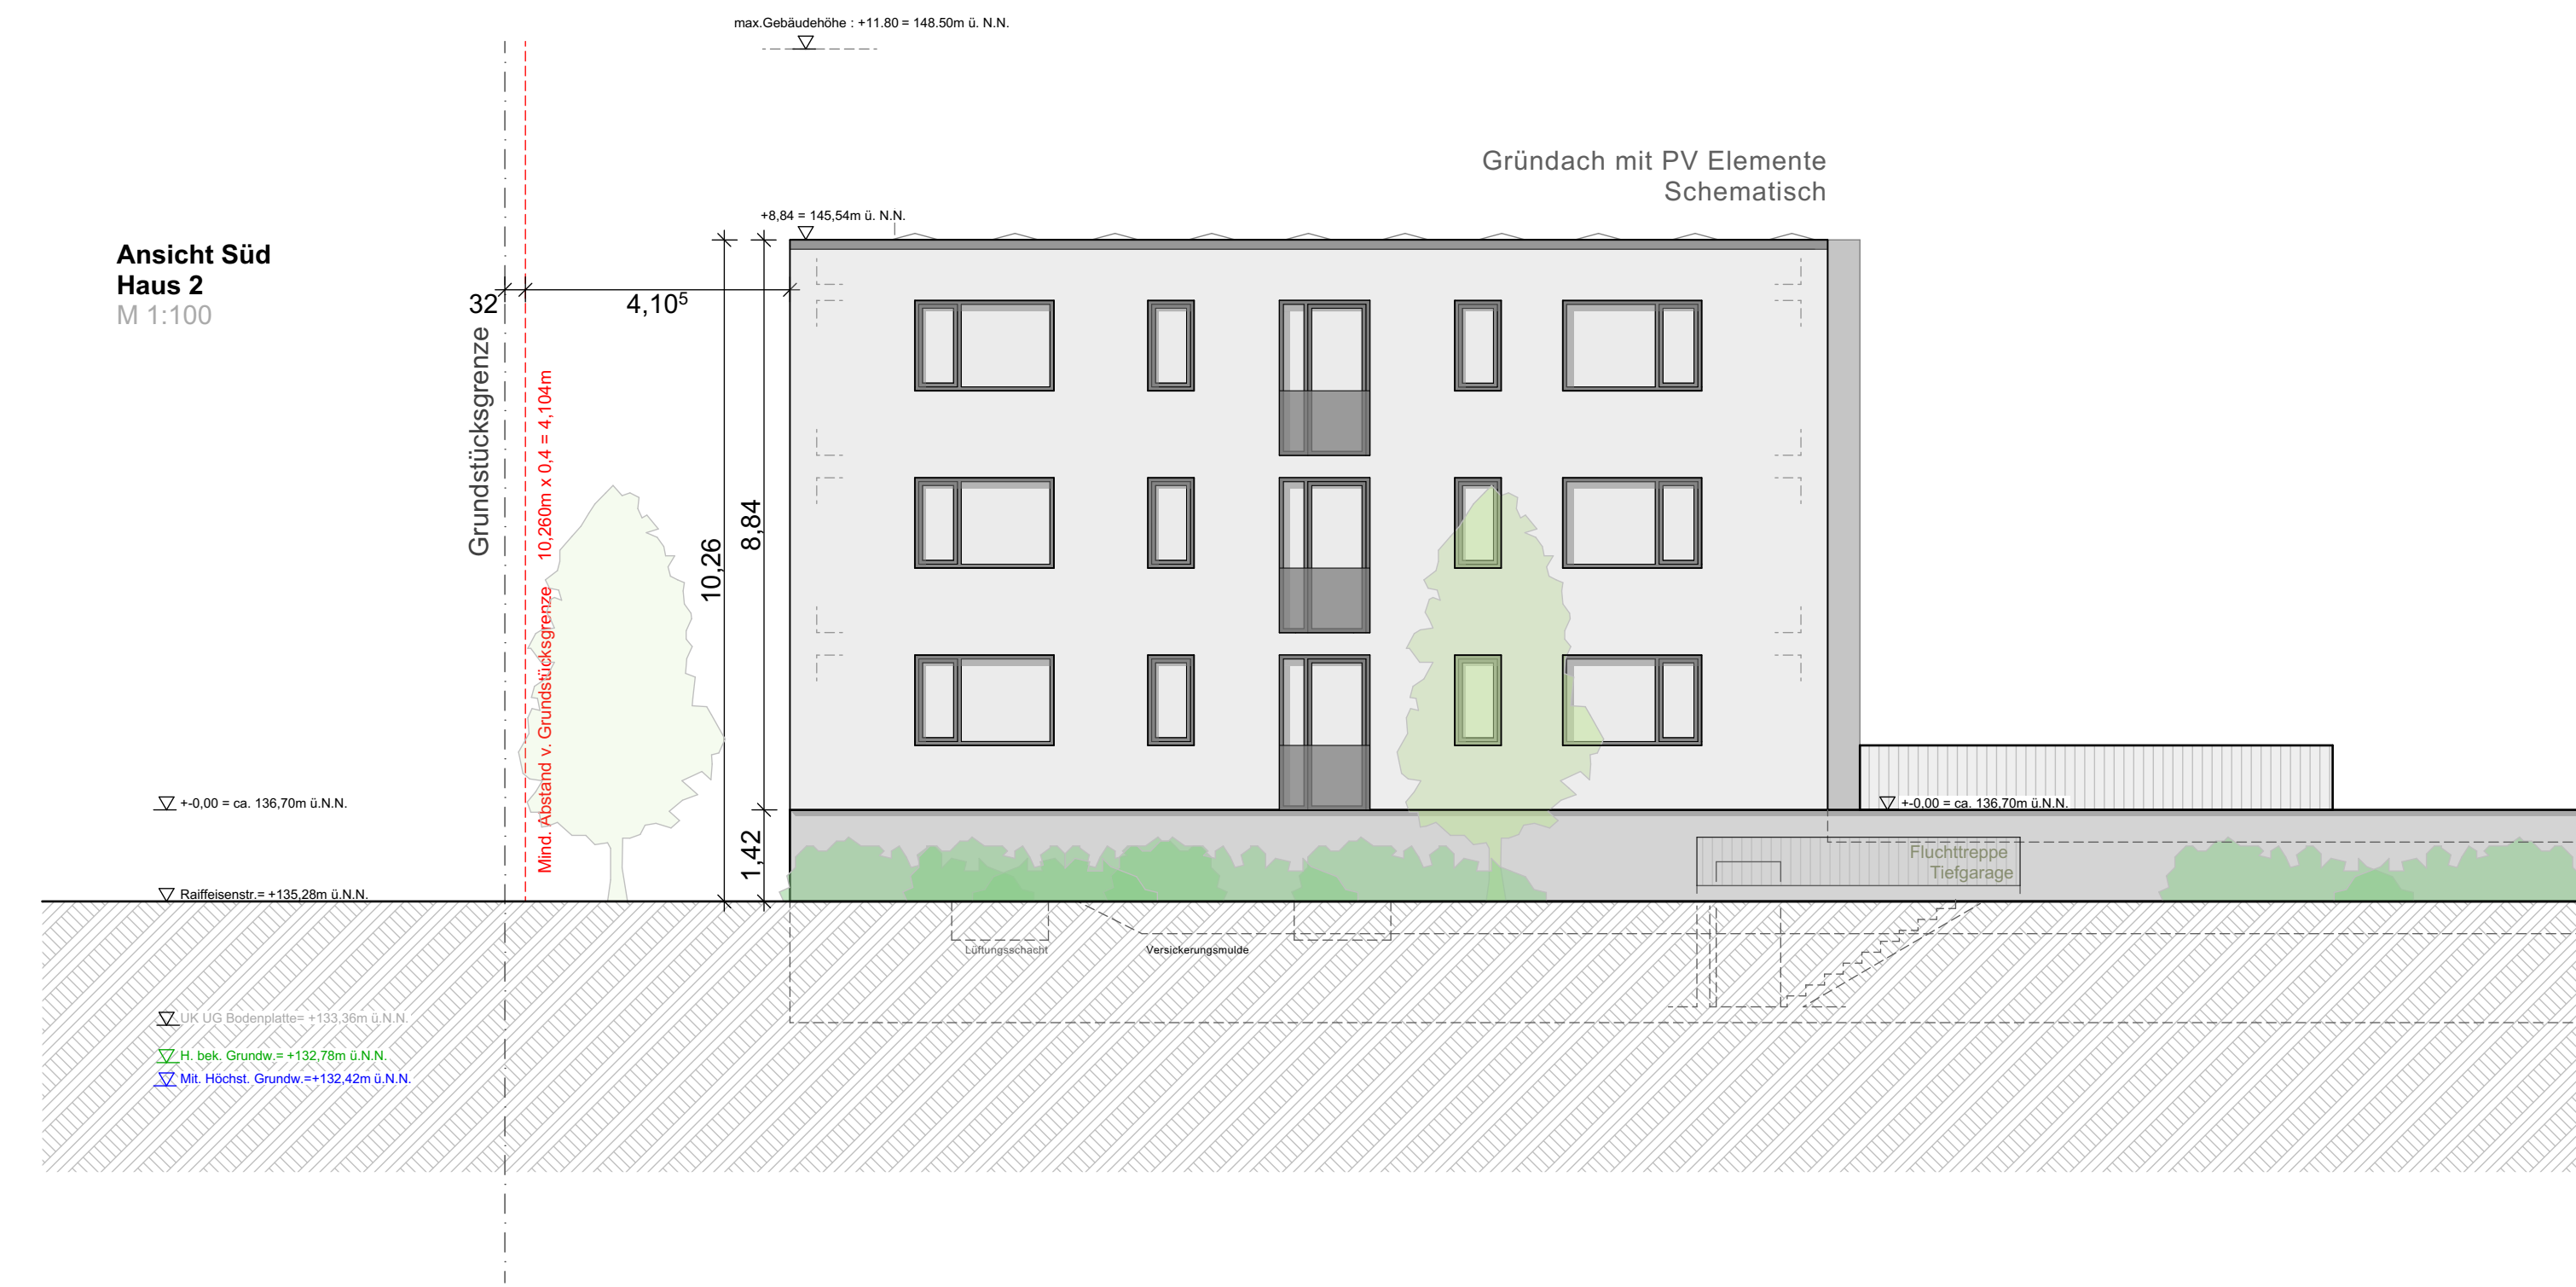 max.Gebäudehöhe : +11.80 = 148.50m ü. N.N.
Gründach mit PV Elemente
Schematisch
+8,84 = 145,54m ü. N.N.
Ansicht Süd
Haus 2
M 1:100
32
4,10⁵
Grundstücksgrenze
Mind. Abstand v. Grundstücksgrenze 10,260m x 0,4 = 4,104m
10,26
8,84
1,42
+-0,00 = ca. 136,70m ü.N.N.
+-0,00 = ca. 136,70m ü.N.N.
Fluchttreppe
Tiefgarage
Raiffeisenstr.= +135,28m ü.N.N.
Lüftungsschacht
Versickerungsmulde
UK UG Bodenplatte= +133,36m ü.N.N.
H. bek. Grundw.= +132,78m ü.N.N.
Mit. Höchst. Grundw.=+132,42m ü.N.N.